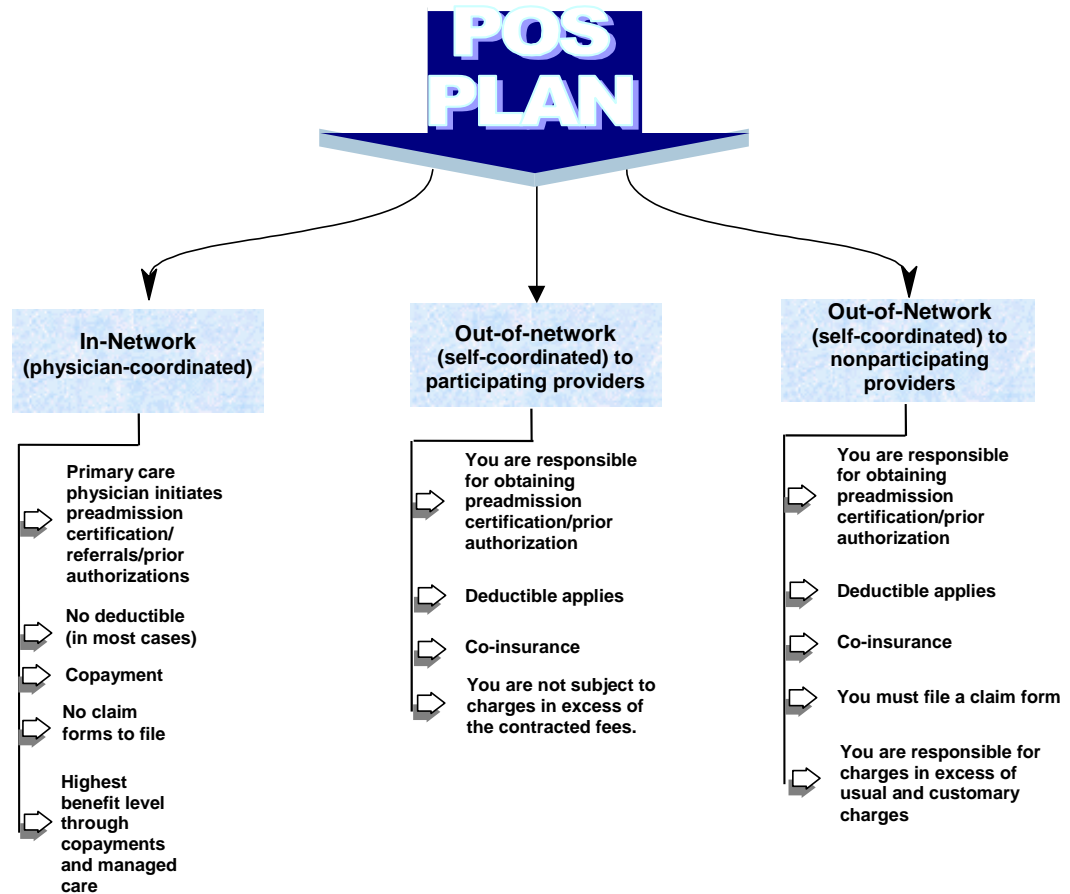 POS
PLAN
In-Network
(physician-coordinated)
Primary care
physician initiates
preadmission
certification/
referrals/prior
authorizations
No deductible
(in most cases)
Copayment
No claim
forms to file
Highest
benefit level
through
copayments
and managed
care
Out-of-network
(self-coordinated) to
participating providers
You are responsible
for obtaining
preadmission
certification/prior
authorization
Deductible applies
Co-insurance
You are not subject to
charges in excess of
the contracted fees.
Out-of-Network
(self-coordinated) to
nonparticipating
providers
You are responsible
for obtaining
preadmission
certification/prior
authorization
Deductible applies
Co-insurance
You must file a claim form
You are responsible for
charges in excess of
usual and customary
charges